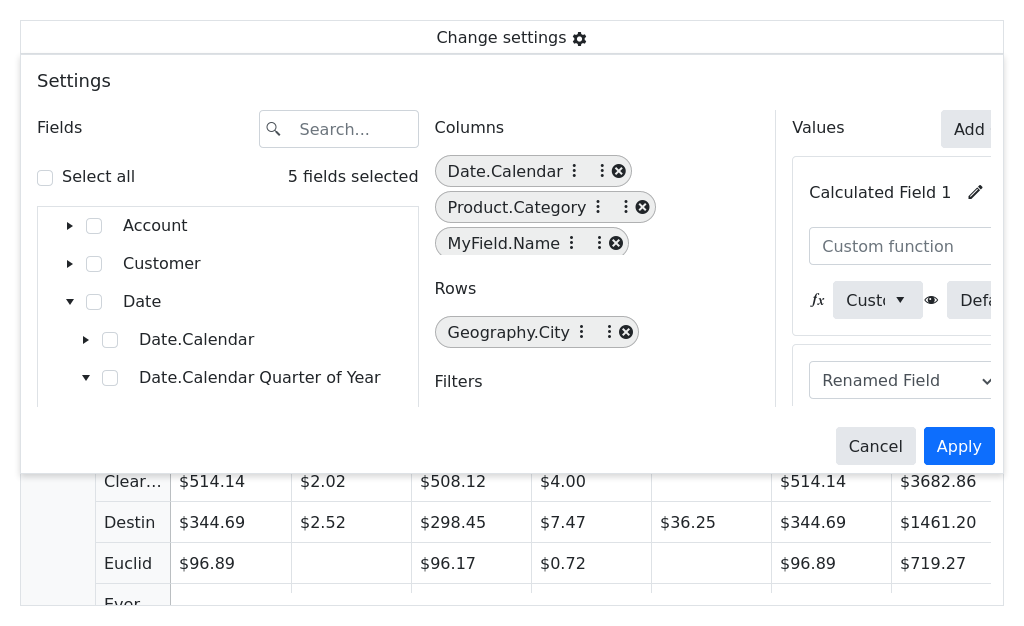 Change settings
Settings
Fields
Search...
Select all
5 fields selected
Account
Customer
Date
Date.Calendar
Date.Calendar Quarter of Year
Columns
Date.Calendar
Product.Category
MyField.Name
Rows
Geography.City
Filters
Values
Add
Calculated Field 1
Custom function
fx
Renamed Field
Cancel
Apply
Clear... $514.14 $2.02 $508.12 $4.00 $514.14 $3682.86
Destin $344.69 $2.52 $298.45 $7.47 $36.25 $344.69 $1461.20
Euclid $96.89 $96.17 $0.72 $96.89 $719.27